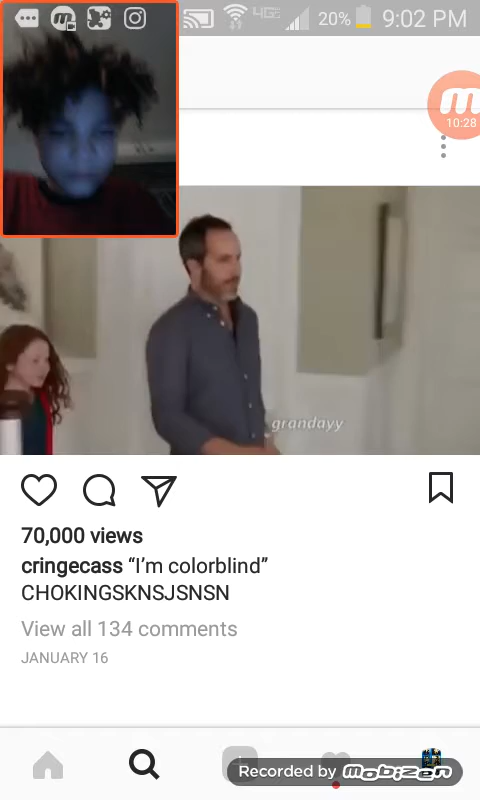 4G 20% 9:02 PM
10:28
grandayy
70,000 views
cringecass “I’m colorblind”
CHOKINGSKNSJSNSN
View all 134 comments
JANUARY 16
Recorded by mobizen